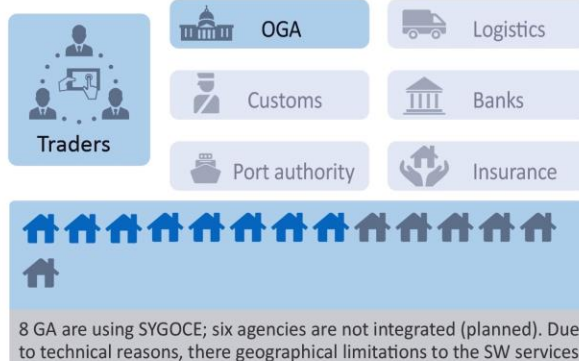 OGA
Logistics
Customs
Banks
Traders
Port authority
Insurance
8 GA are using SYGOCE; six agencies are not integrated (planned). Due
to technical reasons, there geographical limitations to the SW services